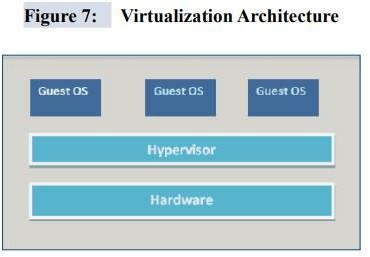 Figure 7: Virtualization Architecture
Guest OS Guest OS Guest OS
Hypervisor
Hardware